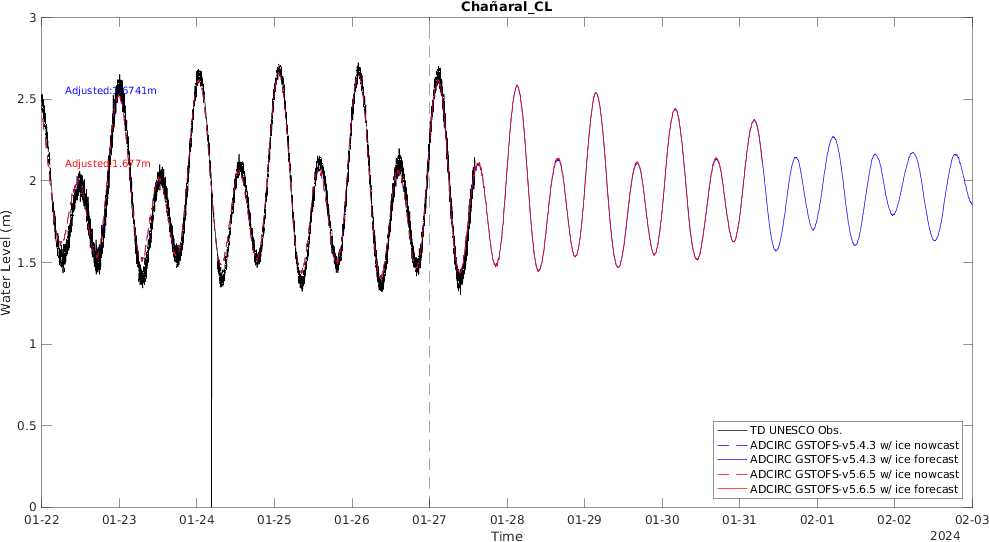 Chañaral_CL
3
2.5
2
1.5
1
0.5
0
Water Level (m)
Adjusted:1.6741m
Adjusted:1.677m
TD UNESCO Obs.
ADCIRC GSTOFS-v5.4.3 w/ ice nowcast
ADCIRC GSTOFS-v5.4.3 w/ ice forecast
ADCIRC GSTOFS-v5.6.5 w/ ice nowcast
ADCIRC GSTOFS-v5.6.5 w/ ice forecast
01-22 01-23 01-24 01-25 01-26 01-27 01-28 01-29 01-30 01-31 02-01 02-02 02-03
Time
2024